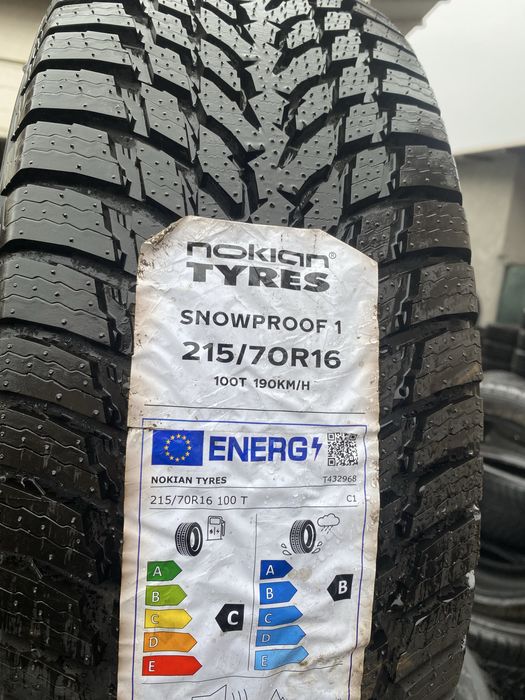 nokian®
TYRES
SNOWPROOF 1
215/70R16
100T 190KM/H
ENERG
NOKIAN TYRES T432968
215/70R16 100 T C1
A A
B B B
C C C
D D
E E